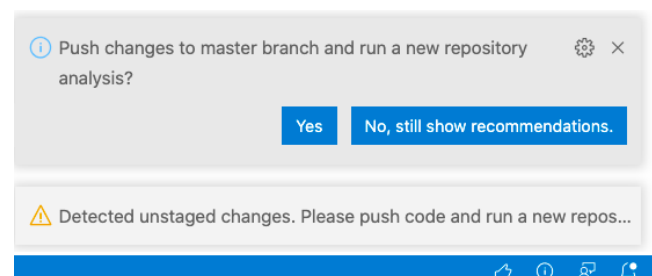 Push changes to master branch and run a new repository
analysis?
Yes
No, still show recommendations.
Detected unstaged changes. Please push code and run a new repos...